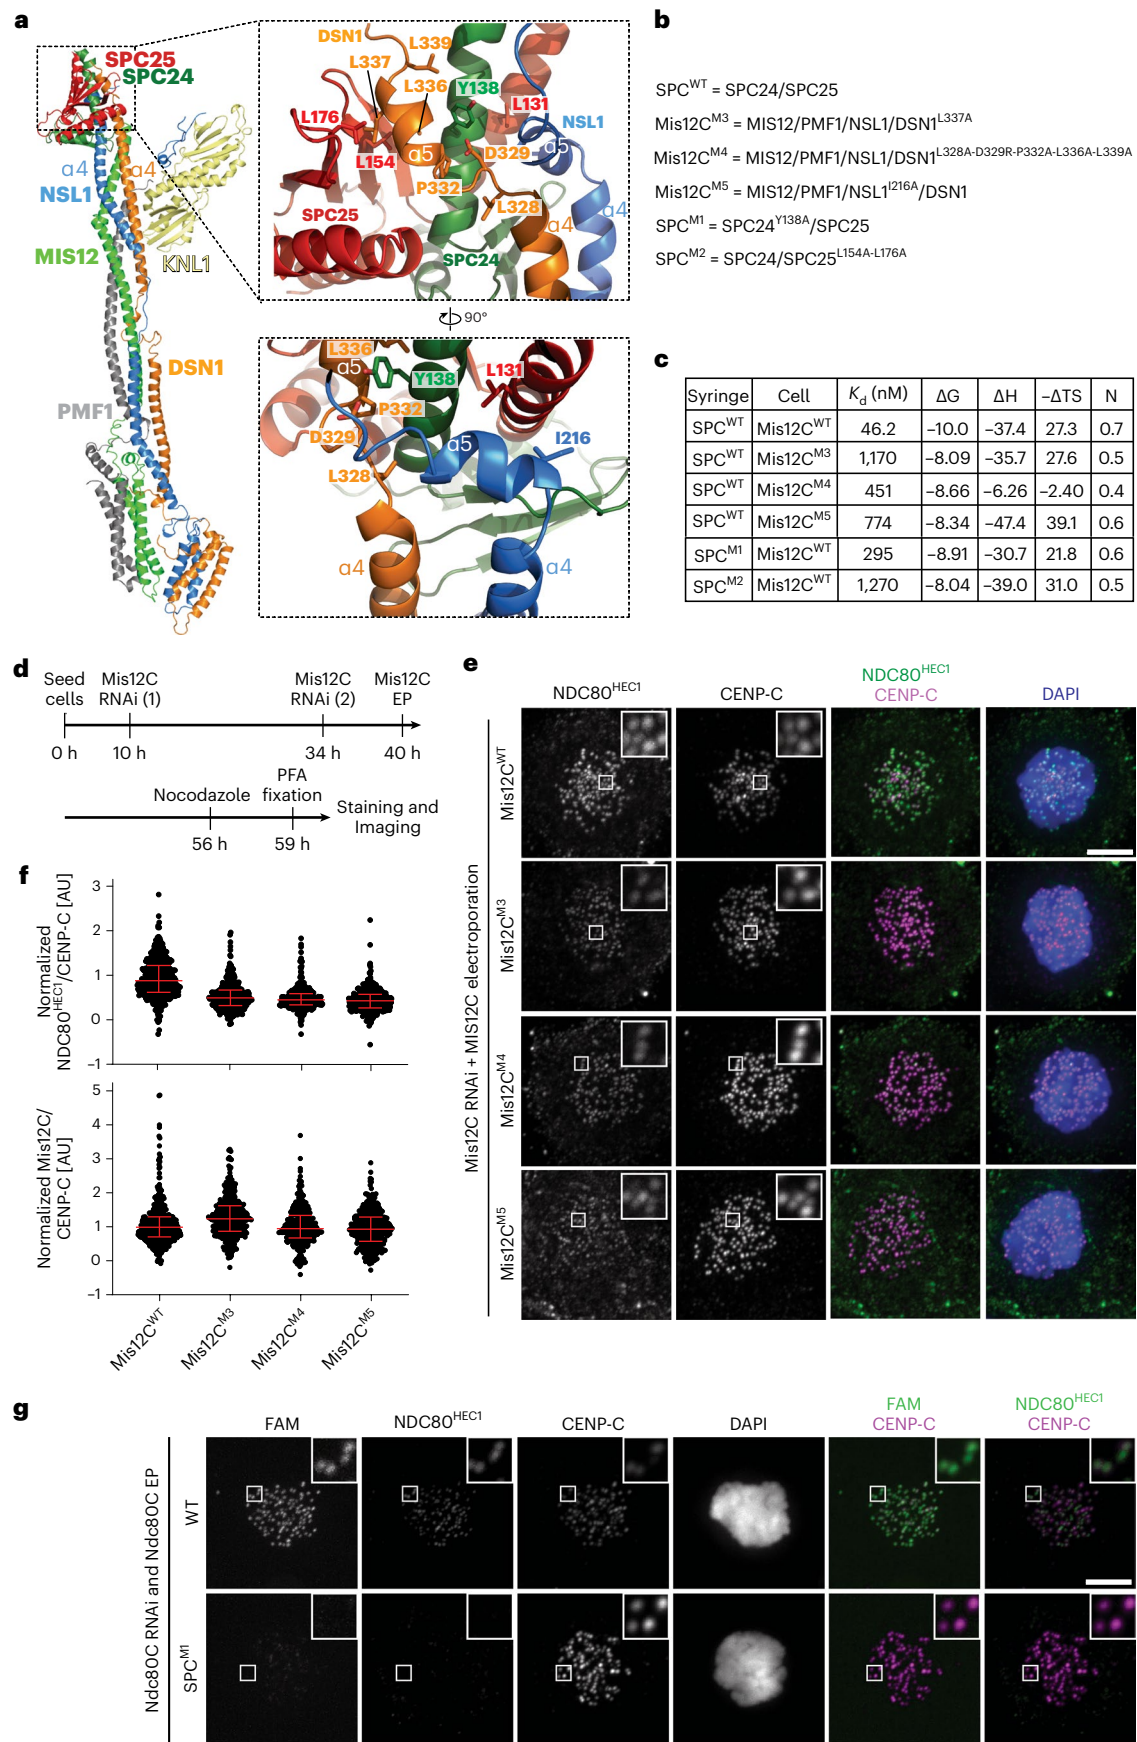 a
SPC25
SPC24
α4
α4
NSL1
MIS12
KNL1
DSN1
PMF1
DSN1
L339
L337
L336
Y138
L176
L131
NSL1
L154
α5
D329
α5
P332
L328
SPC25
α4
α4
SPC24
90°
L336
α5
Y138
L131
P332
D329
α5
I216
L328
α4
α4
b
SPC^WT = SPC24/SPC25
Mis12C^M3 = MIS12/PMF1/NSL1/DSN1^L337A
Mis12C^M4 = MIS12/PMF1/NSL1/DSN1^L328A-D329R-P332A-L336A-L339A
Mis12C^M5 = MIS12/PMF1/NSL1^I216A/DSN1
SPC^M1 = SPC24^Y138A/SPC25
SPC^M2 = SPC24/SPC25^L154A-L176A
c
Syringe Cell K_d (nM) ΔG ΔH −ΔTS N
SPC^WT Mis12C^WT 46.2 −10.0 −37.4 27.3 0.7
SPC^WT Mis12C^M3 1,170 −8.09 −35.7 27.6 0.5
SPC^WT Mis12C^M4 451 −8.66 −6.26 −2.40 0.4
SPC^WT Mis12C^M5 774 −8.34 −47.4 39.1 0.6
SPC^M1 Mis12C^WT 295 −8.91 −30.7 21.8 0.6
SPC^M2 Mis12C^WT 1,270 −8.04 −39.0 31.0 0.5
d
Seed cells
Mis12C RNAi (1)
Mis12C RNAi (2)
Mis12C EP
0 h 10 h 34 h 40 h
Nocodazole
PFA fixation
Staining and Imaging
56 h 59 h
e
NDC80^HEC1
CENP-C
NDC80^HEC1
CENP-C
DAPI
Mis12C RNAi + MIS12C electroporation
Mis12C^WT
Mis12C^M3
Mis12C^M4
Mis12C^M5
f
Normalized NDC80^HEC1/CENP-C [AU]
3
2
1
0
−1
Normalized Mis12C/CENP-C [AU]
5
4
3
2
1
0
−1
Mis12C^WT
Mis12C^M3
Mis12C^M4
Mis12C^M5
g
FAM
NDC80^HEC1
CENP-C
DAPI
FAM
CENP-C
NDC80^HEC1
CENP-C
Ndc80C RNAi and Ndc80C EP
WT
SPC^M1